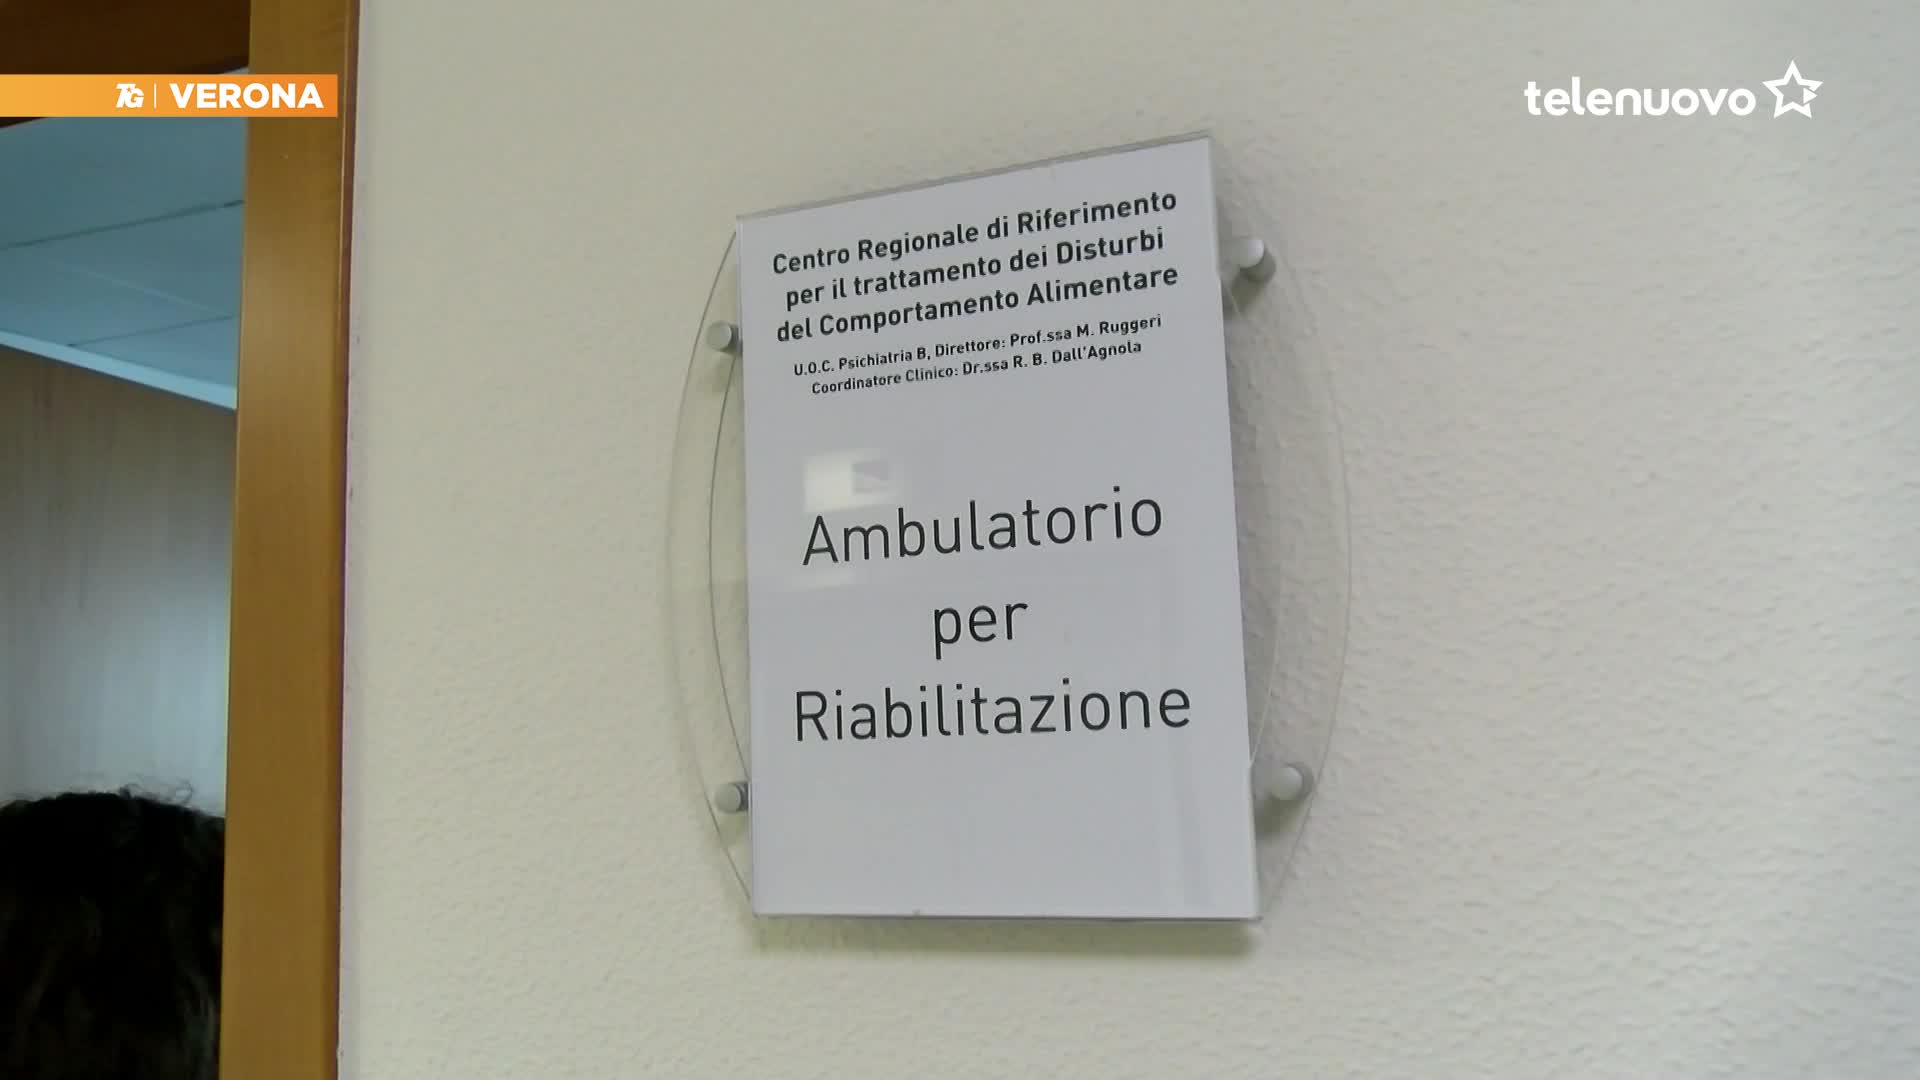 TG | VERONA
telenuovo
Centro Regionale di Riferimento
per il trattamento dei Disturbi
del Comportamento Alimentare
U.O.C. Psichiatria B, Direttore: Prof.ssa M. Ruggeri
Coordinatore Clinico: Dr.ssa R. B. Dall'Agnola
Ambulatorio
per
Riabilitazione